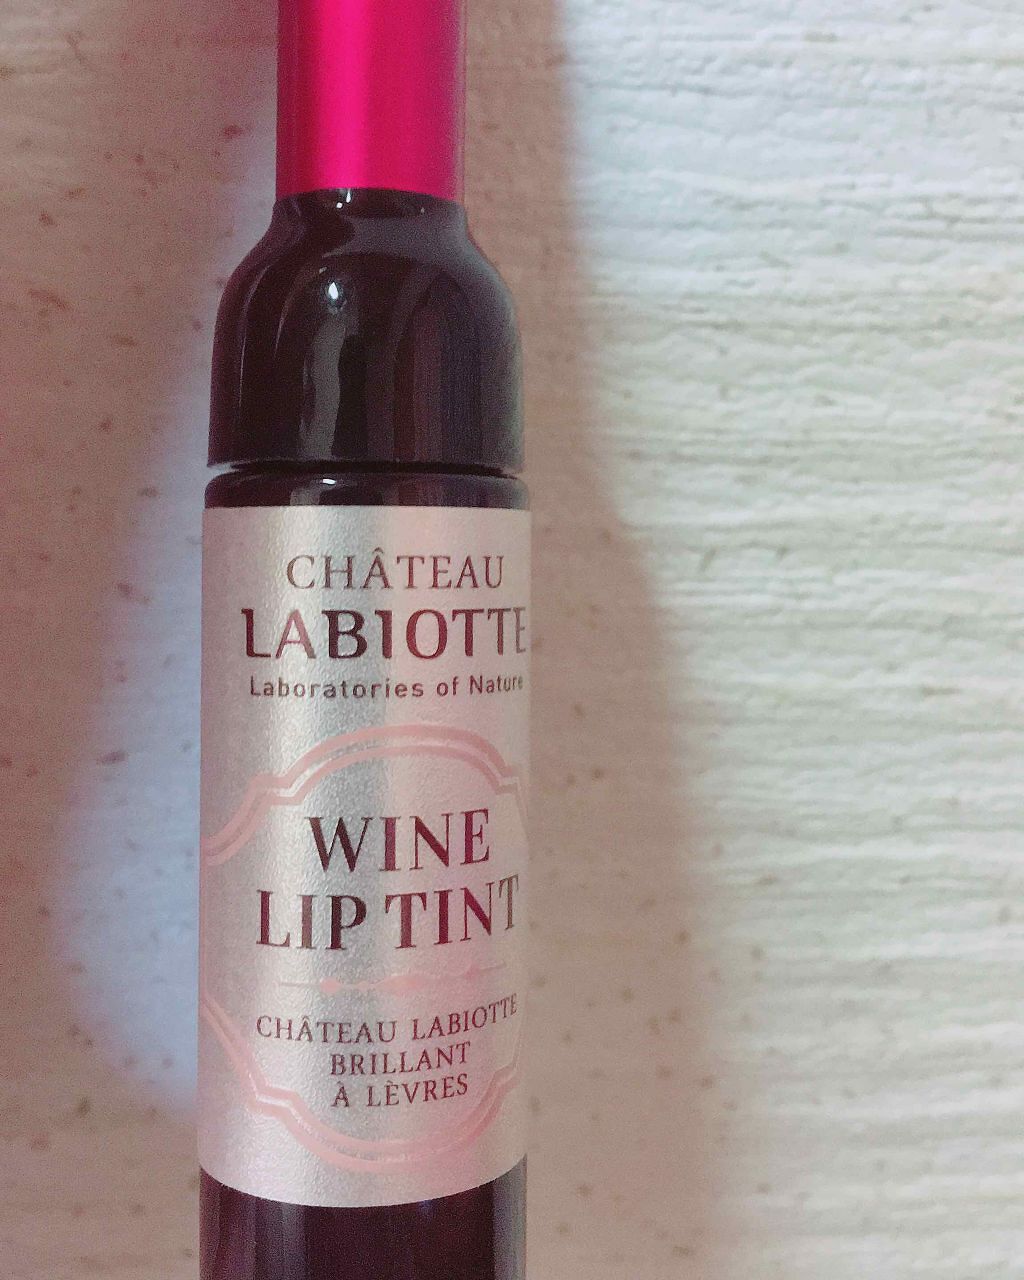 CHÂTEAU
LABIOTTE
Laboratories of Nature
WINE
LIP TINT
CHÂTEAU LABIOTTE
BRILLANT
À LÈVRES